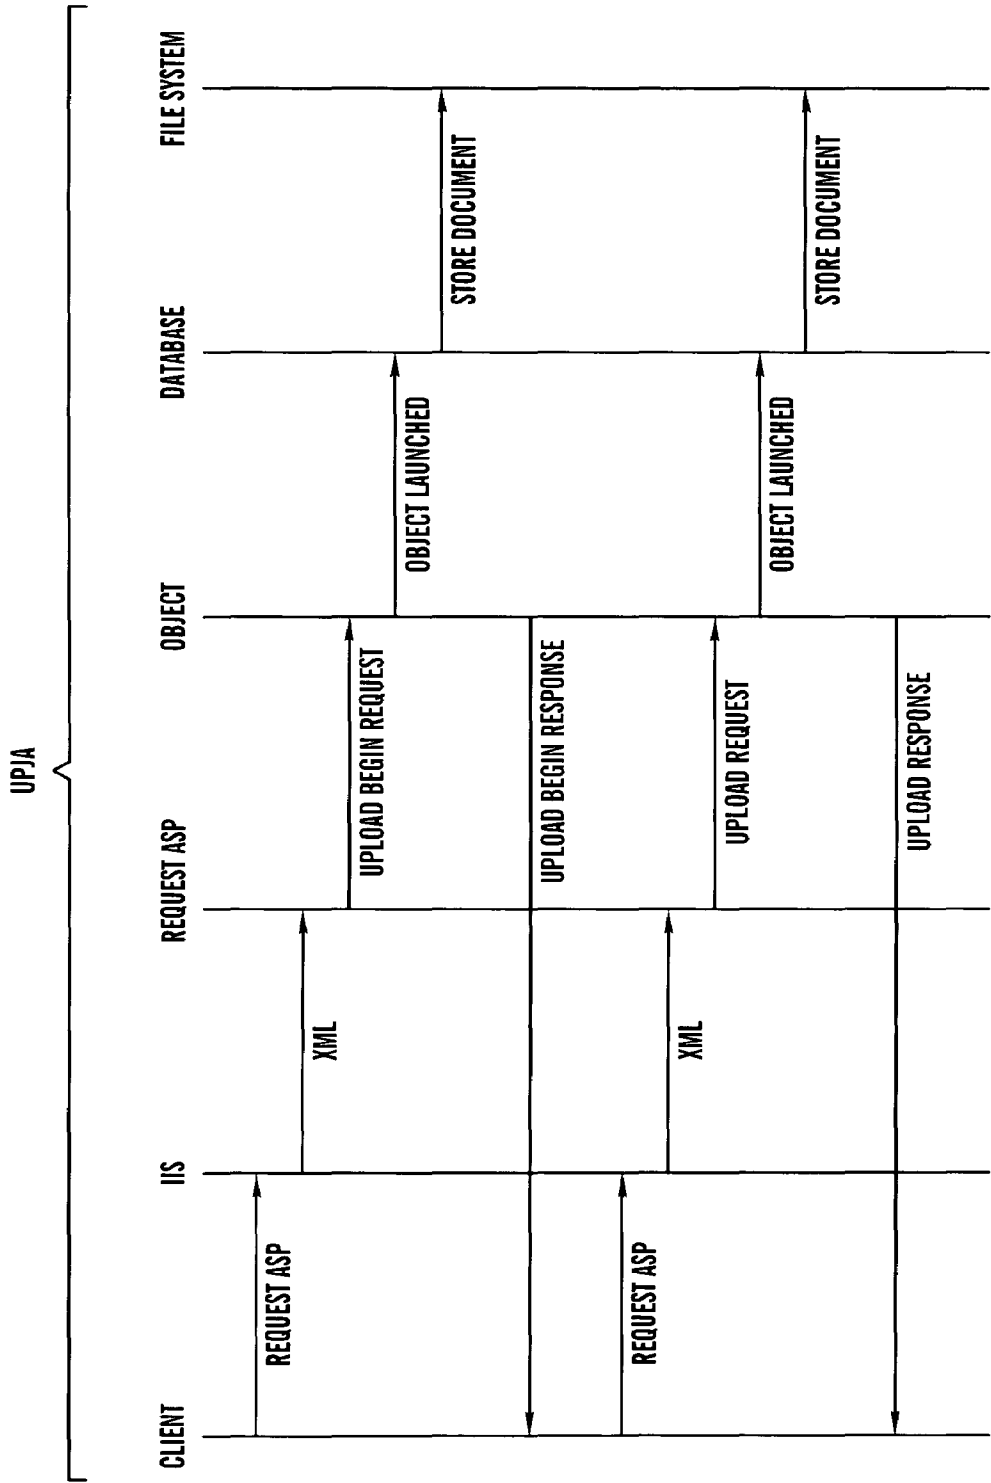 UPJA
CLIENT
IIS
REQUEST ASP
OBJECT
DATABASE
FILE SYSTEM
REQUEST ASP
XML
UPLOAD BEGIN REQUEST
OBJECT LAUNCHED
STORE DOCUMENT
UPLOAD BEGIN RESPONSE
REQUEST ASP
XML
UPLOAD REQUEST
OBJECT LAUNCHED
STORE DOCUMENT
UPLOAD RESPONSE